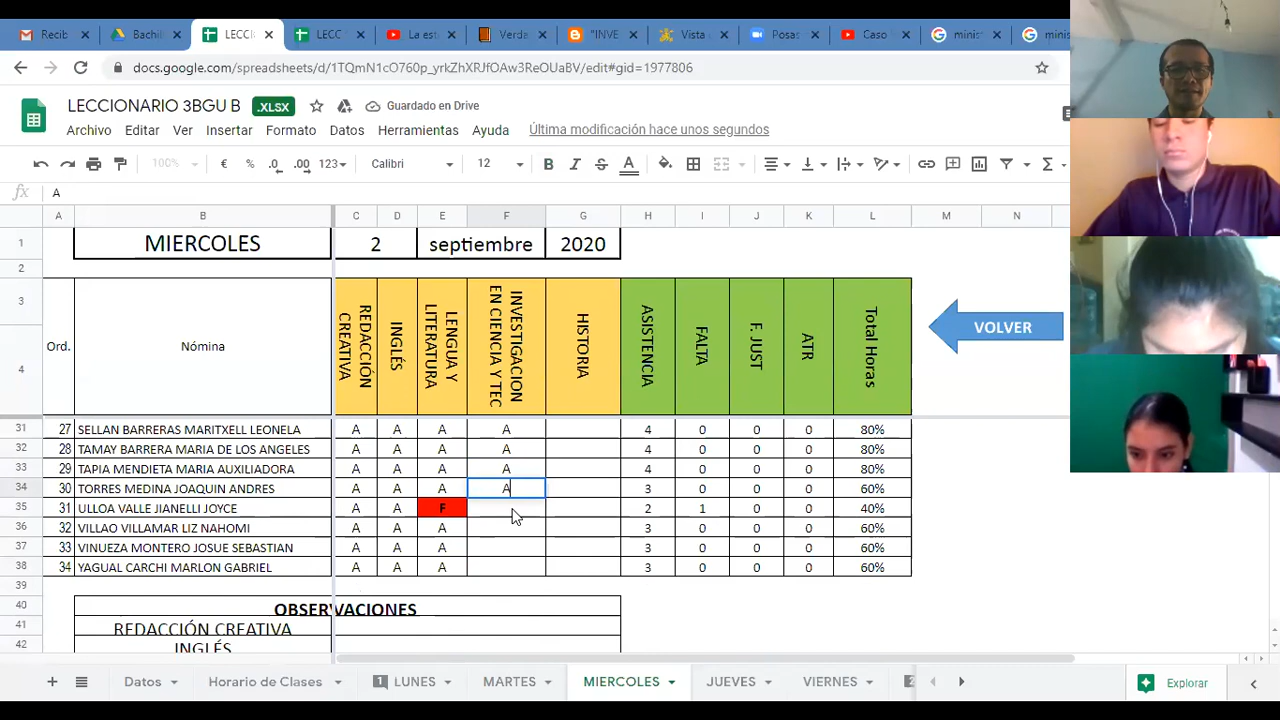 Recib
Bachil
LECCI
LECC
La est
Verda
"INVE
Vista
Posas
Caso
minist
minis
docs.google.com/spreadsheets/d/1TQmN1cO760p_yrkZhXRJfOAw3ReOUaBV/edit#gid=1977806
LECCIONARIO 3BGU B .XLSX Guardado en Drive
Archivo Editar Ver Insertar Formato Datos Herramientas Ayuda Última modificación hace unos segundos
100% € % .0 .00 123 Calibri 12 B I S A
fx A
A B C D E F G H I J K L M N
1 MIERCOLES 2 septiembre 2020
2
3
4
Ord. Nómina
REDACCIÓN CREATIVA
INGLÉS
LENGUA Y LITERATURA
INVESTIGACION EN CIENCIA Y TEC
HISTORIA
ASISTENCIA
FALTA
F. JUST
ATR
Total Horas
VOLVER
31 27 SELLAN BARRERAS MARITXELL LEONELA A A A A 4 0 0 0 80%
32 28 TAMAY BARRERA MARIA DE LOS ANGELES A A A A 4 0 0 0 80%
33 29 TAPIA MENDIETA MARIA AUXILIADORA A A A A 4 0 0 0 80%
34 30 TORRES MEDINA JOAQUIN ANDRES A A A A 3 0 0 0 60%
35 31 ULLOA VALLE JIANELLI JOYCE A A F 2 1 0 0 40%
36 32 VILLAO VILLAMAR LIZ NAHOMI A A A 3 0 0 0 60%
37 33 VINUEZA MONTERO JOSUE SEBASTIAN A A A 3 0 0 0 60%
38 34 YAGUAL CARCHI MARLON GABRIEL A A A 3 0 0 0 60%
39
40 OBSERVACIONES
41 REDACCIÓN CREATIVA
42 INGLÉS
Datos Horario de Clases 1 LUNES MARTES MIERCOLES JUEVES VIERNES 2 Explorar